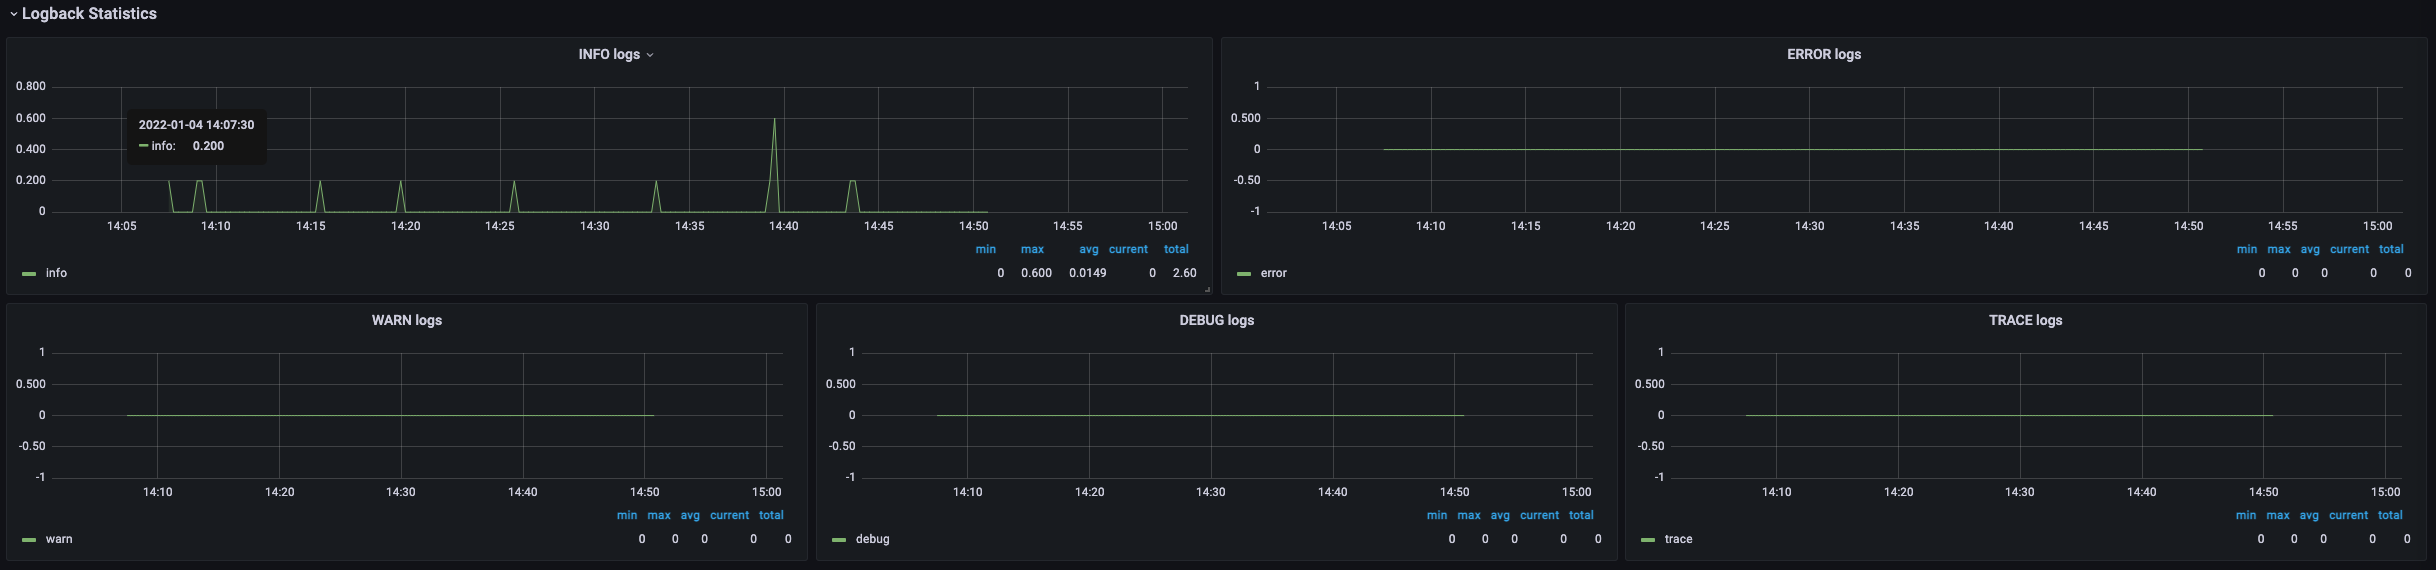 Logback Statistics
INFO logs
0.800
0.600
0.400
0.200
0
2022-01-04 14:07:30
info: 0.200
14:05 14:10 14:15 14:20 14:25 14:30 14:35 14:40 14:45 14:50 14:55 15:00
min max avg current total
info 0 0.600 0.0149 0 2.60
ERROR logs
1
0.500
0
-0.50
-1
14:05 14:10 14:15 14:20 14:25 14:30 14:35 14:40 14:45 14:50 14:55 15:00
min max avg current total
error 0 0 0 0 0
WARN logs
1
0.500
0
-0.50
-1
14:10 14:20 14:30 14:40 14:50 15:00
min max avg current total
warn 0 0 0 0 0
DEBUG logs
1
0.500
0
-0.50
-1
14:10 14:20 14:30 14:40 14:50 15:00
min max avg current total
debug 0 0 0 0 0
TRACE logs
1
0.500
0
-0.50
-1
14:10 14:20 14:30 14:40 14:50 15:00
min max avg current total
trace 0 0 0 0 0